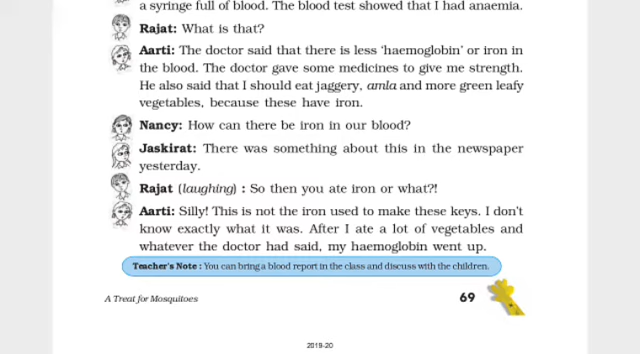 a syringe full of blood. The blood test showed that I had anaemia.
Rajat: What is that?
Aarti: The doctor said that there is less 'haemoglobin' or iron in
the blood. The doctor gave some medicines to give me strength.
He also said that I should eat jaggery, amla and more green leafy
vegetables, because these have iron.
Nancy: How can there be iron in our blood?
Jaskirat: There was something about this in the newspaper
yesterday.
Rajat (laughing) : So then you ate iron or what?!
Aarti: Silly! This is not the iron used to make these keys. I don't
know exactly what it was. After I ate a lot of vegetables and
whatever the doctor had said, my haemoglobin went up.
Teacher's Note : You can bring a blood report in the class and discuss with the children.
A Treat for Mosquitoes
69
2019-20